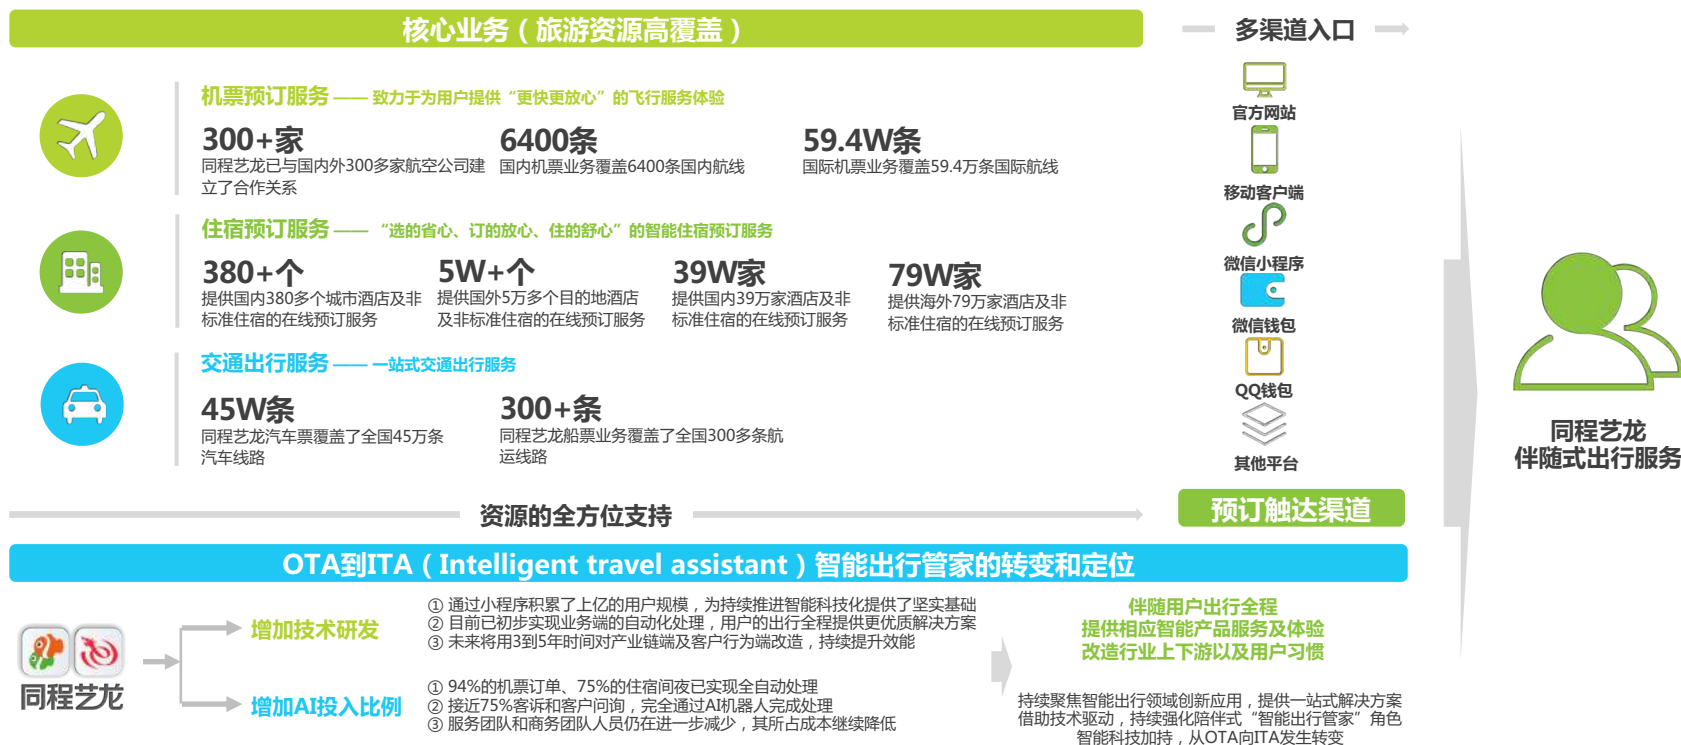 核心业务（旅游资源高覆盖）
机票预订服务 —— 致力于为用户提供“更快更放心”的飞行服务体验
300+家
同程艺龙已与国内外300多家航空公司建
立了合作关系
6400条
国内机票业务覆盖6400条国内航线
59.4W条
国际机票业务覆盖59.4万条国际航线
住宿预订服务 —— “选的省心、订的放心、住的舒心”的智能住宿预订服务
380+个
提供国内380多个城市酒店及非
标准住宿的在线预订服务
5W+个
提供国外5万多个目的地酒店
及非标准住宿的在线预订服务
39W家
提供国内39万家酒店及非
标准住宿的在线预订服务
79W家
提供海外79万家酒店及非
标准住宿的在线预订服务
交通出行服务 —— 一站式交通出行服务
45W条
同程艺龙汽车票覆盖了全国45万条
汽车线路
300+条
同程艺龙船票业务覆盖了全国300多条航
运线路
资源的全方位支持
多渠道入口
官方网站
移动客户端
微信小程序
微信钱包
QQ钱包
其他平台
预订触达渠道
同程艺龙
伴随式出行服务
OTA到ITA（Intelligent travel assistant）智能出行管家的转变和定位
同程艺龙
增加技术研发
① 通过小程序积累了上亿的用户规模，为持续推进智能科技化提供了坚实基础
② 目前已初步实现业务端的自动化处理，用户的出行全程提供更优质解决方案
③ 未来将用3到5年时间对产业链端及客户行为端改造，持续提升效能
增加AI投入比例
① 94%的机票订单、75%的住宿间夜已实现全自动处理
② 接近75%客诉和客户问询，完全通过AI机器人完成处理
③ 服务团队和商务团队人员仍在进一步减少，其所占成本继续降低
伴随用户出行全程
提供相应智能产品服务及体验
改造行业上下游以及用户习惯
持续聚焦智能出行领域创新应用，提供一站式解决方案
借助技术驱动，持续强化陪伴式“智能出行管家”角色
智能科技加持，从OTA向ITA发生转变